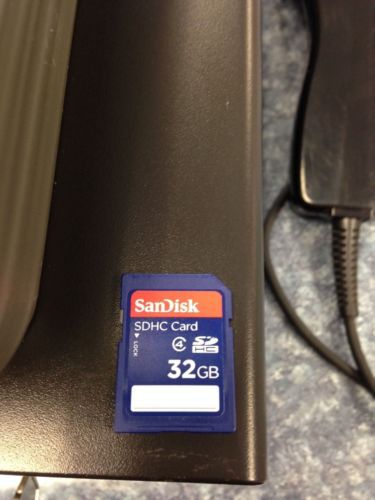 SanDisk
SDHC Card
LOCK
4
SD HC
32GB